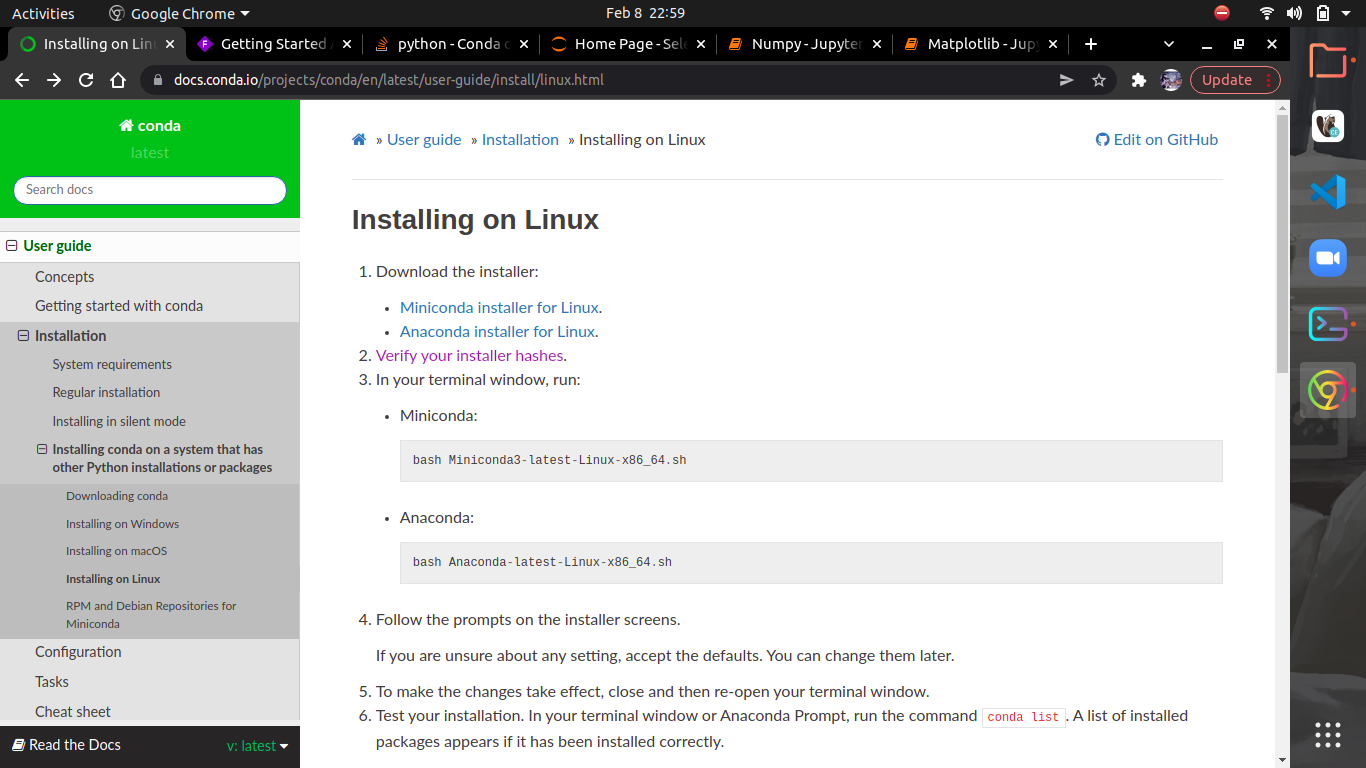 Activities Google Chrome Feb 8 22:59
Installing on Linu Getting Started python - Conda Home Page - Sele Numpy - Jupyter Matplotlib - Jup
docs.conda.io/projects/conda/en/latest/user-guide/install/linux.html Update
conda
latest
Search docs
User guide
Concepts
Getting started with conda
Installation
System requirements
Regular installation
Installing in silent mode
Installing conda on a system that has
other Python installations or packages
Downloading conda
Installing on Windows
Installing on macOS
Installing on Linux
RPM and Debian Repositories for
Miniconda
Configuration
Tasks
Cheat sheet
Read the Docs v: latest
» User guide » Installation » Installing on Linux Edit on GitHub
Installing on Linux
1. Download the installer:
• Miniconda installer for Linux.
• Anaconda installer for Linux.
2. Verify your installer hashes.
3. In your terminal window, run:
• Miniconda:
bash Miniconda3-latest-Linux-x86_64.sh
• Anaconda:
bash Anaconda-latest-Linux-x86_64.sh
4. Follow the prompts on the installer screens.
If you are unsure about any setting, accept the defaults. You can change them later.
5. To make the changes take effect, close and then re-open your terminal window.
6. Test your installation. In your terminal window or Anaconda Prompt, run the command conda list. A list of installed
packages appears if it has been installed correctly.
CE